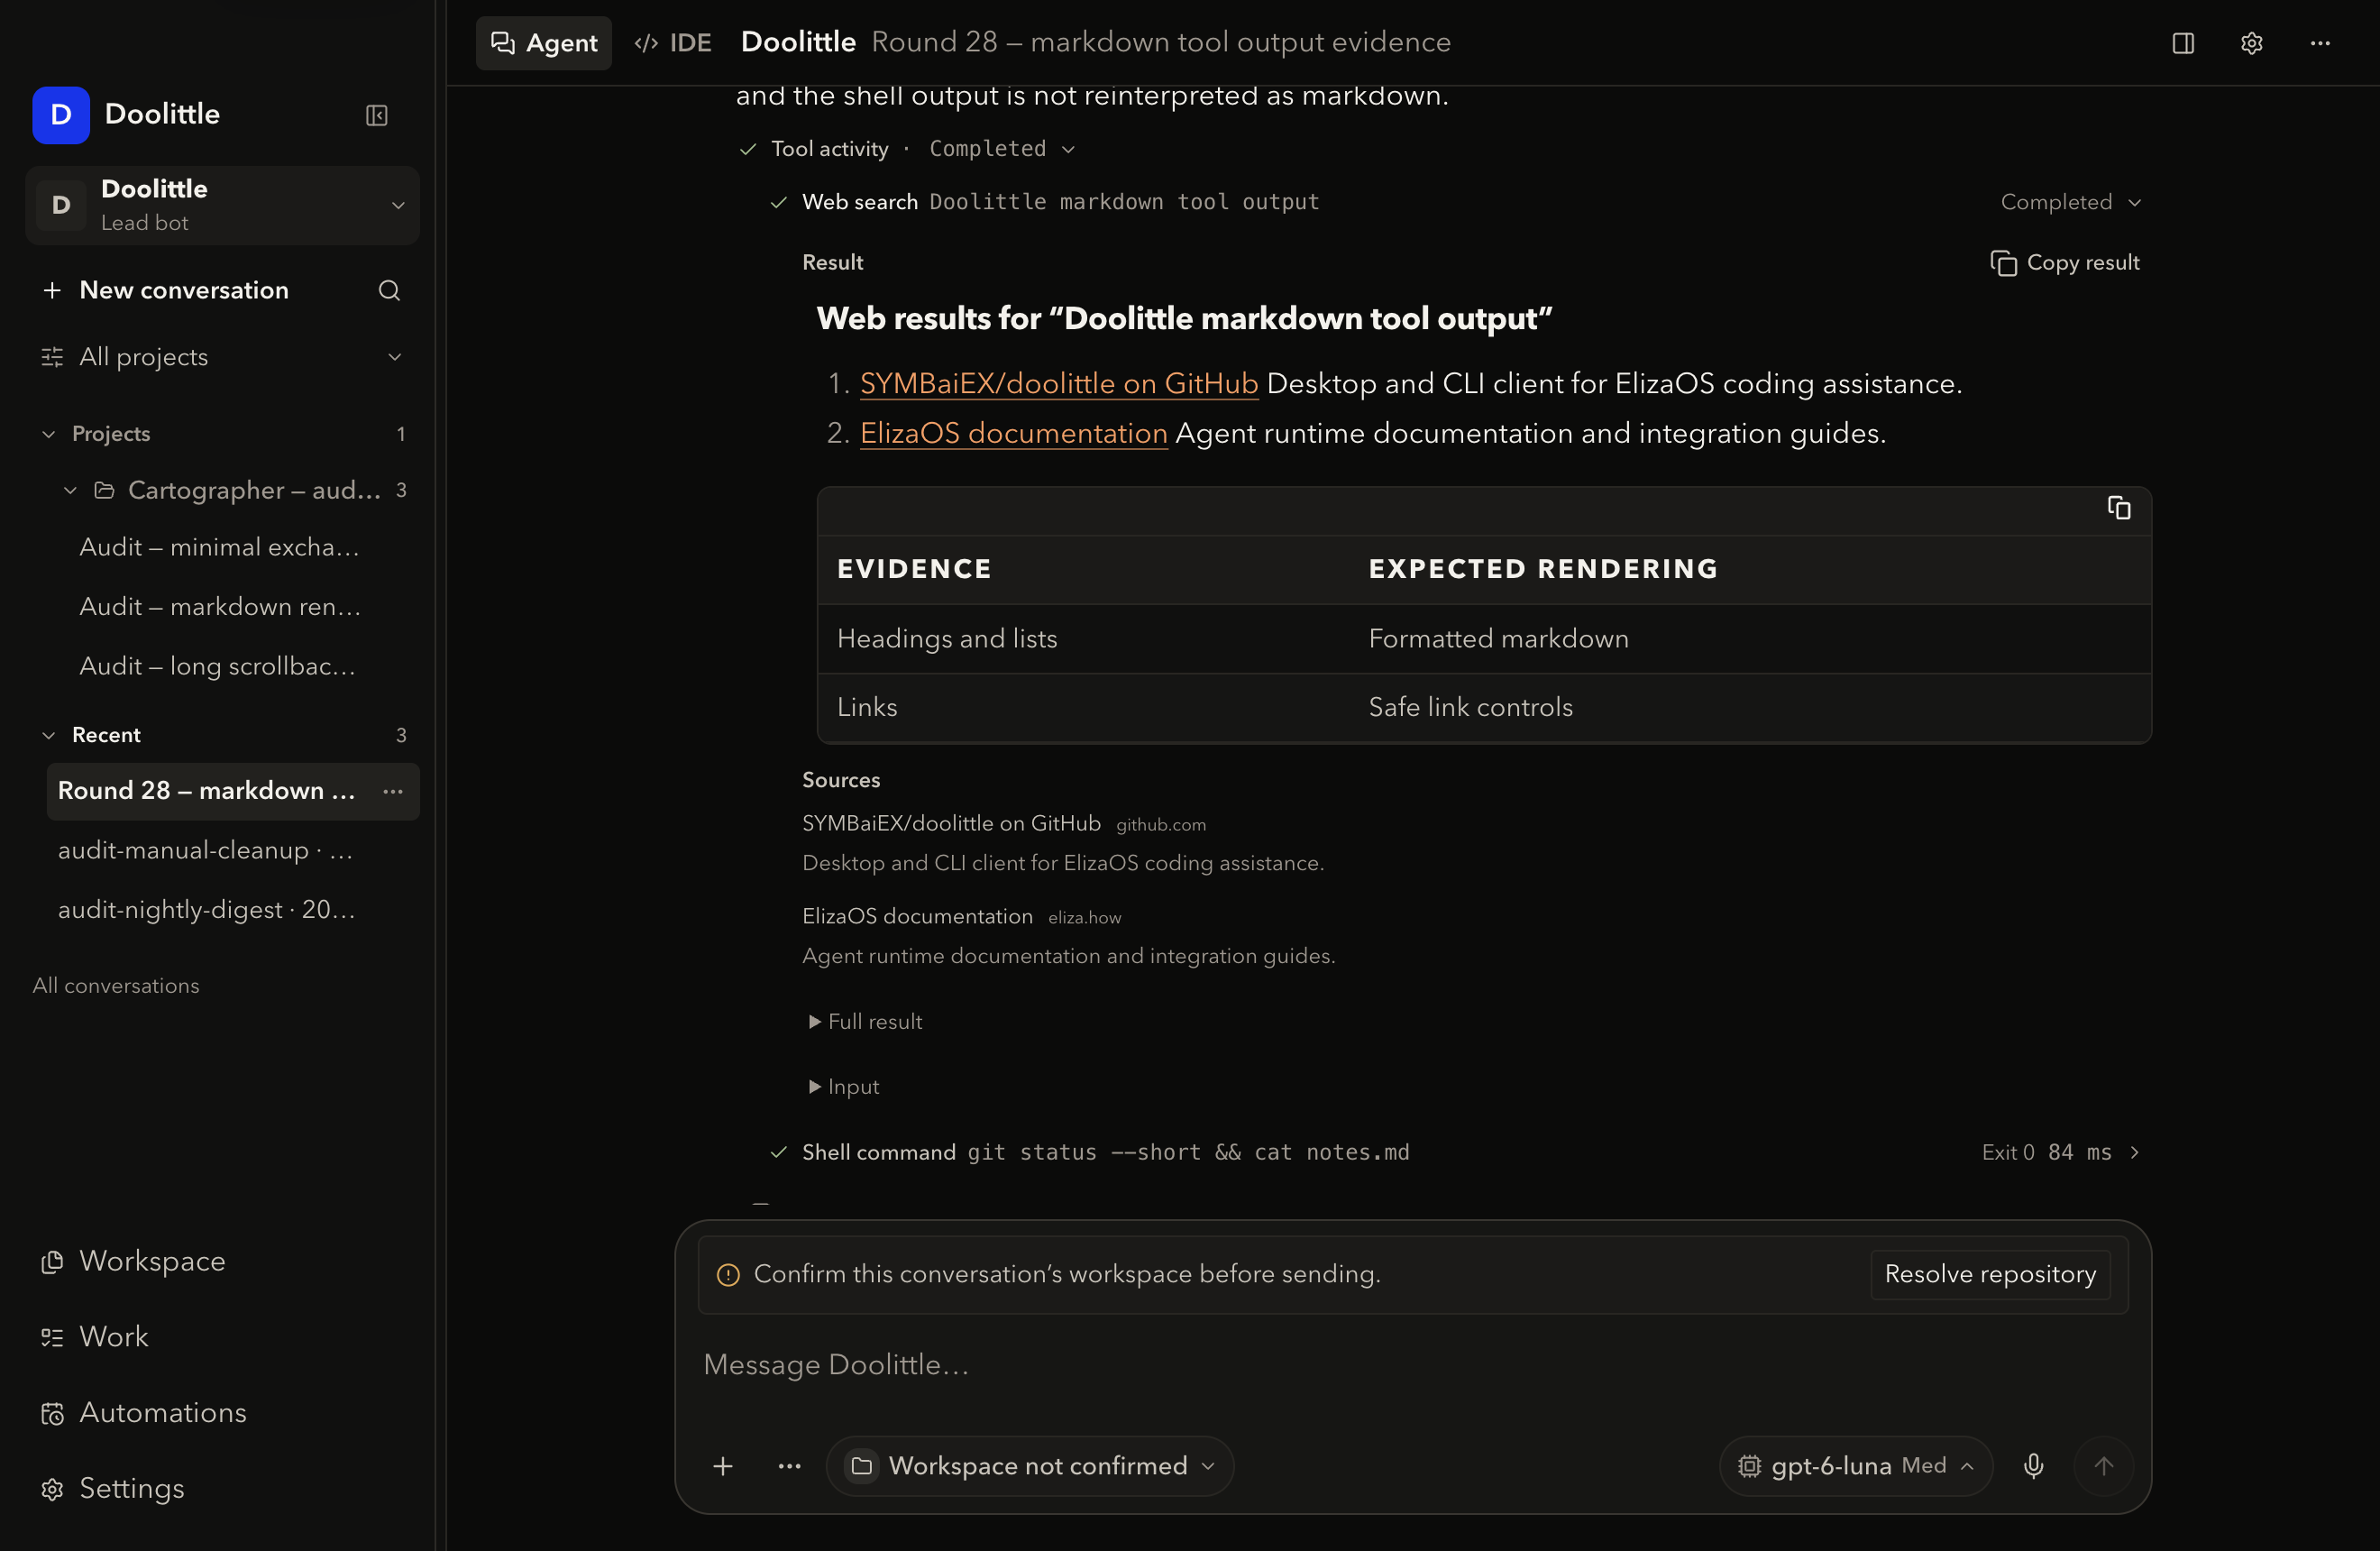 Agent
IDE
Doolittle Round 28 – markdown tool output evidence
D Doolittle
D Doolittle
Lead bot
New conversation
All projects
Projects 1
Cartographer – aud… 3
Audit – minimal excha…
Audit – markdown ren…
Audit – long scrollbac…
Recent 3
Round 28 – markdown …
audit-manual-cleanup · …
audit-nightly-digest · 20…
All conversations
Workspace
Work
Automations
Settings
and the shell output is not reinterpreted as markdown.
Tool activity · Completed
Web search Doolittle markdown tool output Completed
Result Copy result
Web results for “Doolittle markdown tool output”
1. SYMBaiEX/doolittle on GitHub Desktop and CLI client for ElizaOS coding assistance.
2. ElizaOS documentation Agent runtime documentation and integration guides.
EVIDENCE EXPECTED RENDERING
Headings and lists Formatted markdown
Links Safe link controls
Sources
SYMBaiEX/doolittle on GitHub github.com
Desktop and CLI client for ElizaOS coding assistance.
ElizaOS documentation eliza.how
Agent runtime documentation and integration guides.
Full result
Input
Shell command git status --short && cat notes.md Exit 0 84 ms
Confirm this conversation’s workspace before sending. Resolve repository
Message Doolittle…
Workspace not confirmed gpt-6-luna Med